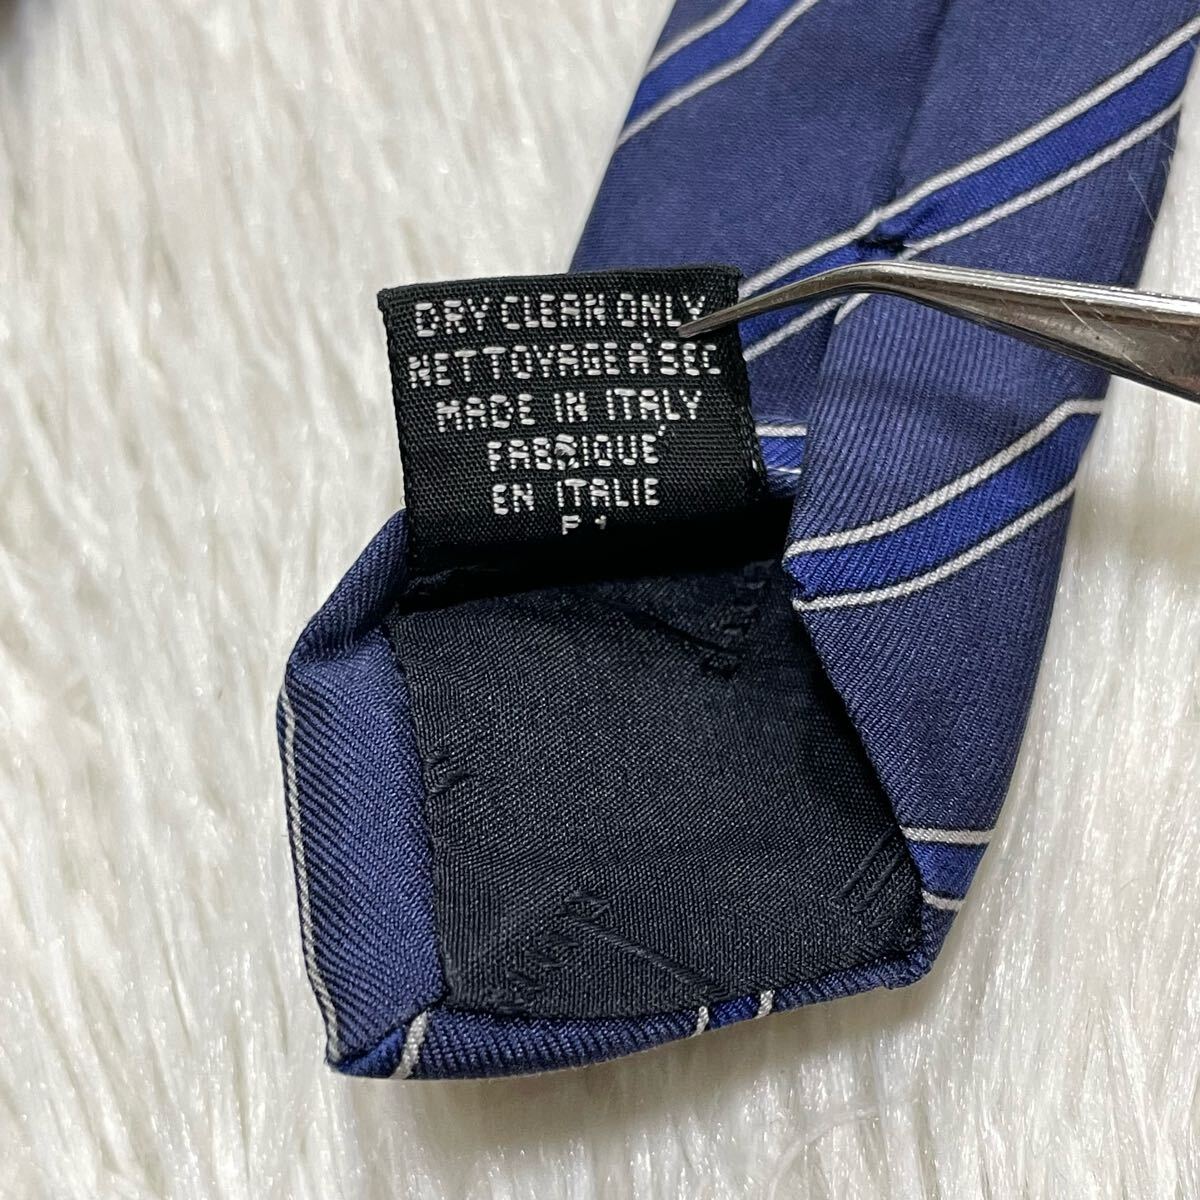 DRY CLEAN ONLY
NETTOYAGE A SEC
MADE IN ITALY
FABRIQUE
EN ITALIE